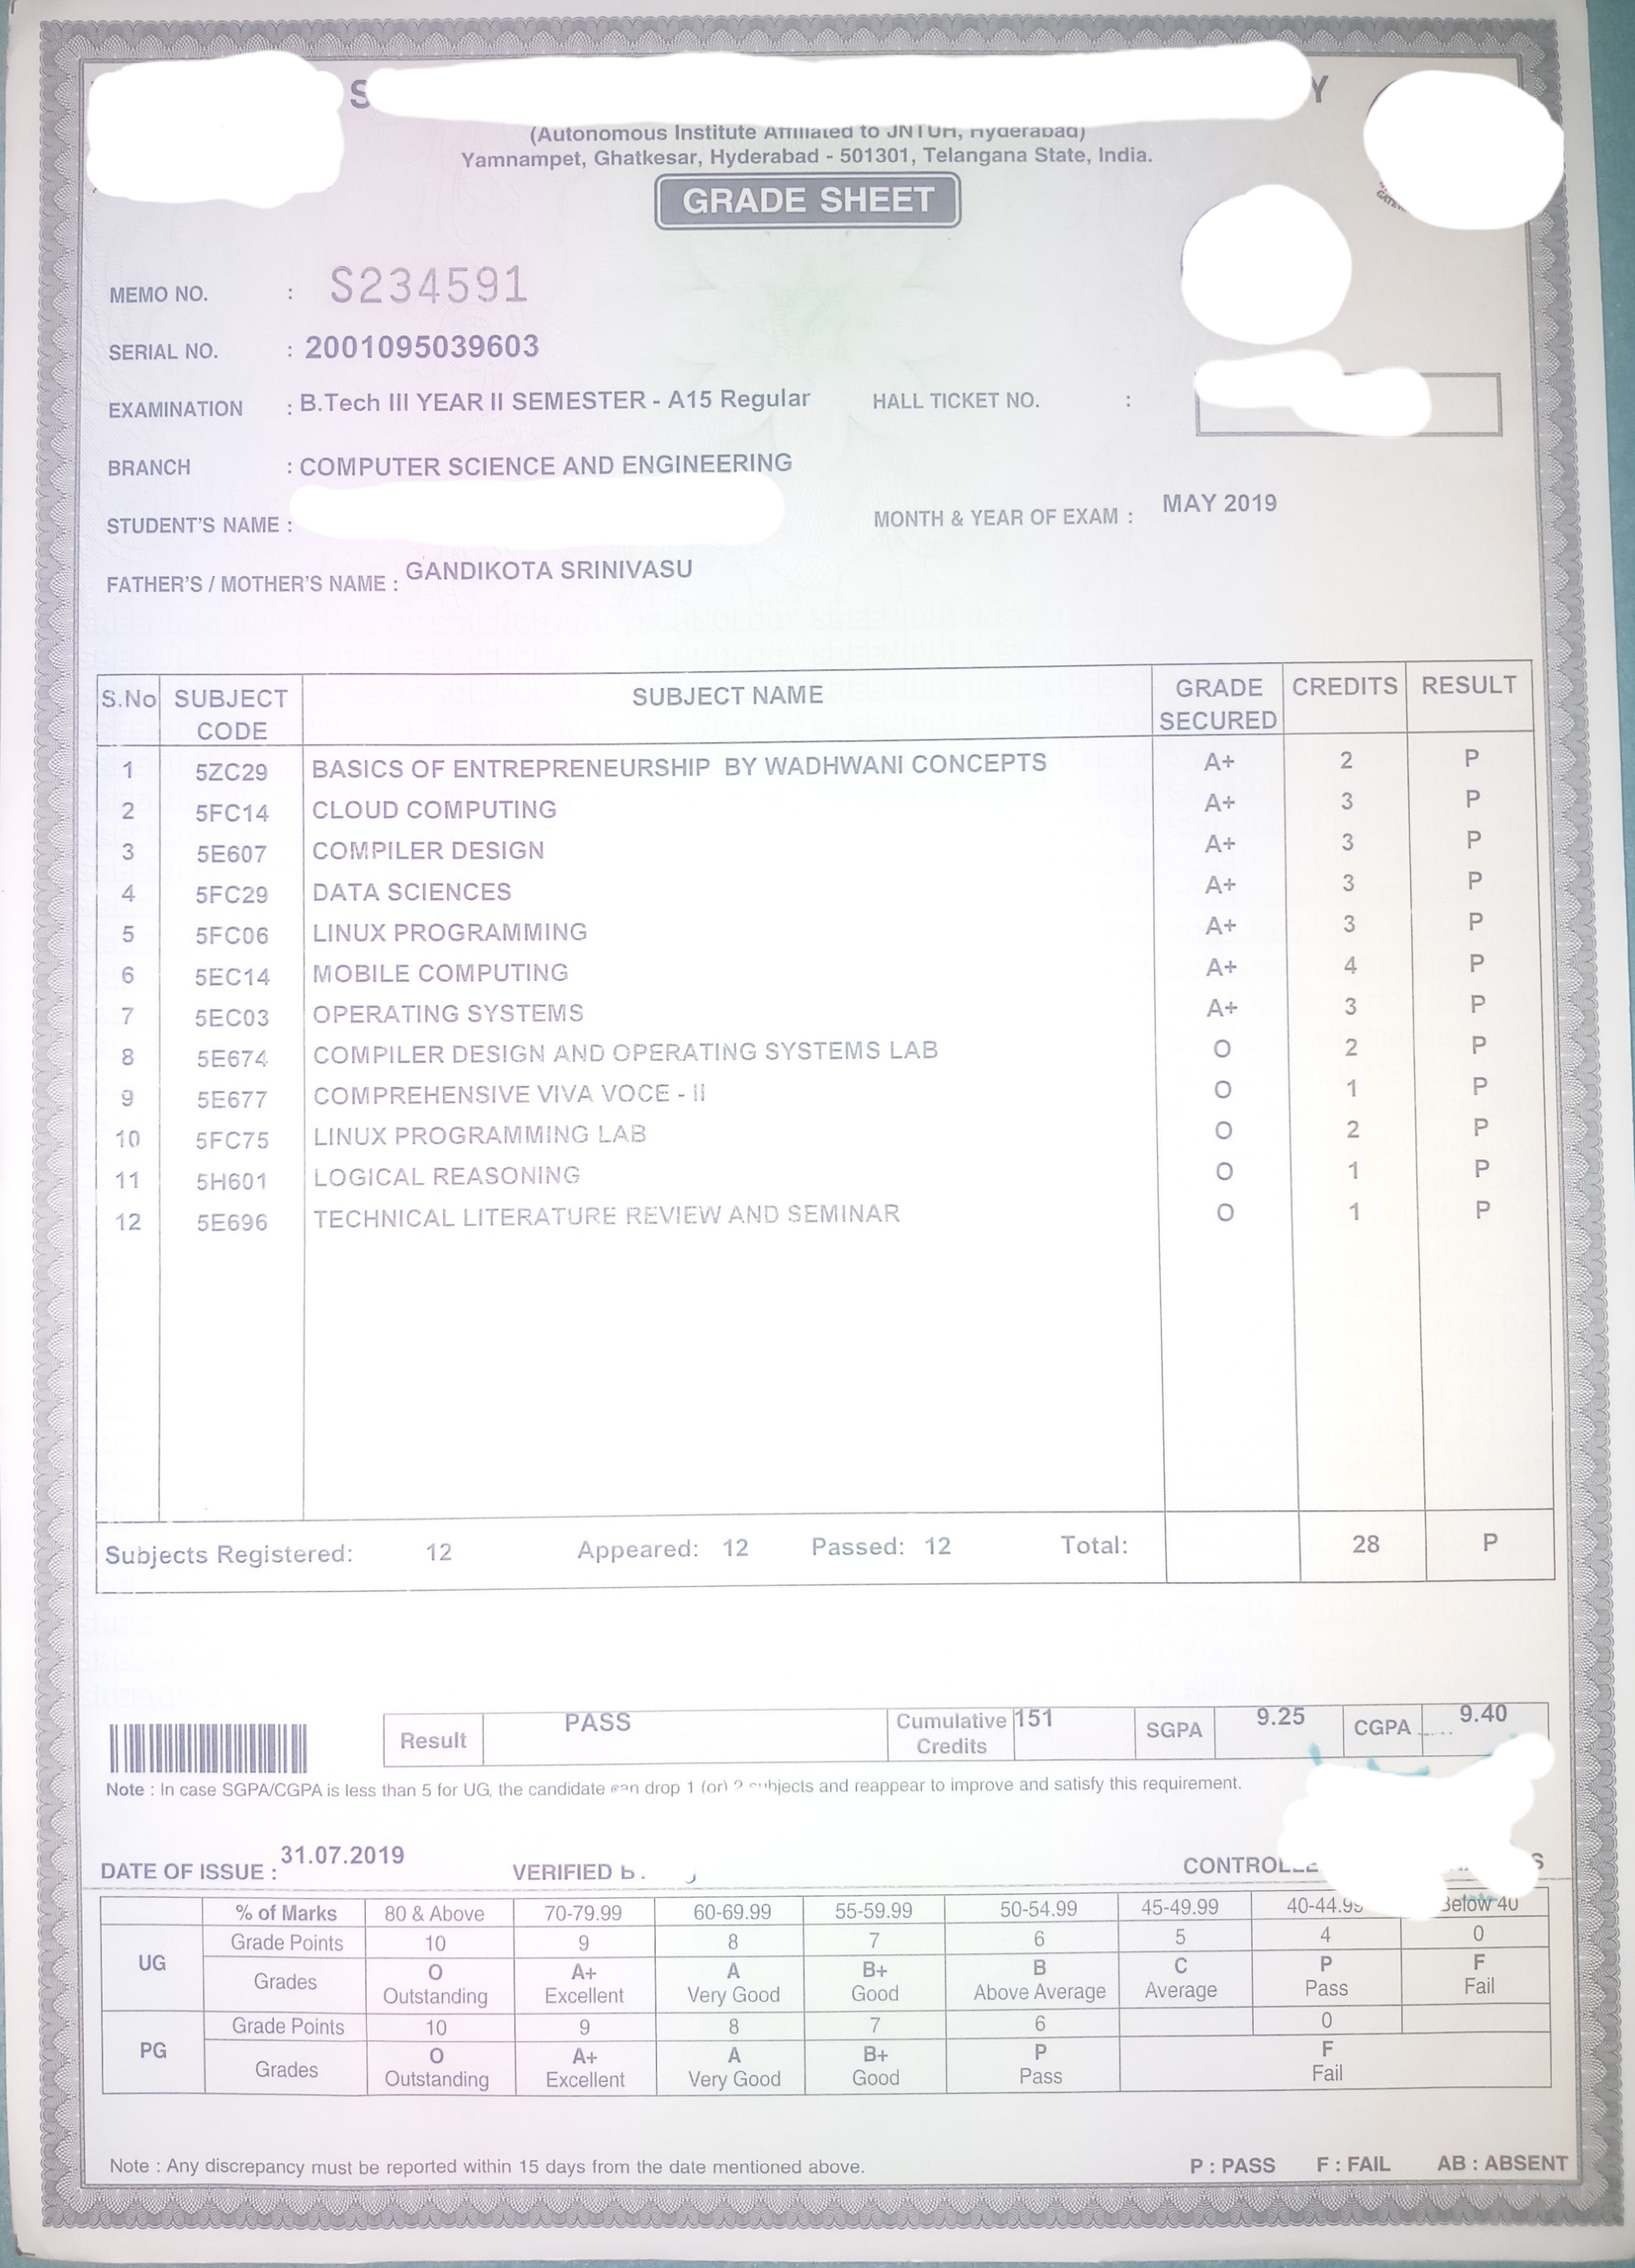 S Y
(Autonomous Institute Affiliated to JNTUH, Hyderabad)
Yamnampet, Ghatkesar, Hyderabad - 501301, Telangana State, India.
GRADE SHEET
MEMO NO. : S234591
SERIAL NO. : 2001095039603
EXAMINATION : B.Tech III YEAR II SEMESTER - A15 Regular HALL TICKET NO. :
BRANCH : COMPUTER SCIENCE AND ENGINEERING
STUDENT'S NAME : MONTH & YEAR OF EXAM : MAY 2019
FATHER'S / MOTHER'S NAME : GANDIKOTA SRINIVASU
S.No SUBJECT CODE SUBJECT NAME GRADE SECURED CREDITS RESULT
1 5ZC29 BASICS OF ENTREPRENEURSHIP BY WADHWANI CONCEPTS A+ 2 P
2 5FC14 CLOUD COMPUTING A+ 3 P
3 5E607 COMPILER DESIGN A+ 3 P
4 5FC29 DATA SCIENCES A+ 3 P
5 5FC06 LINUX PROGRAMMING A+ 3 P
6 5EC14 MOBILE COMPUTING A+ 4 P
7 5EC03 OPERATING SYSTEMS A+ 3 P
8 5E674 COMPILER DESIGN AND OPERATING SYSTEMS LAB O 2 P
9 5E677 COMPREHENSIVE VIVA VOCE - II O 1 P
10 5FC75 LINUX PROGRAMMING LAB O 2 P
11 5H601 LOGICAL REASONING O 1 P
12 5E696 TECHNICAL LITERATURE REVIEW AND SEMINAR O 1 P
Subjects Registered: 12 Appeared: 12 Passed: 12 Total: 28 P
Result PASS Cumulative Credits 151 SGPA 9.25 CGPA 9.40
Note : In case SGPA/CGPA is less than 5 for UG, the candidate can drop 1 (or) 2 subjects and reappear to improve and satisfy this requirement.
DATE OF ISSUE : 31.07.2019 VERIFIED
% of Marks 80 & Above 70-79.99 60-69.99 55-59.99 50-54.99 45-49.99 40-44.99 Below 40
UG Grade Points 10 9 8 7 6 5 4 0
Grades O Outstanding A+ Excellent A Very Good B+ Good B Above Average C Average P Pass F Fail
PG Grade Points 10 9 8 7 6 0
Grades O Outstanding A+ Excellent A Very Good B+ Good P Pass F Fail
Note : Any discrepancy must be reported within 15 days from the date mentioned above. P : PASS F : FAIL AB : ABSENT